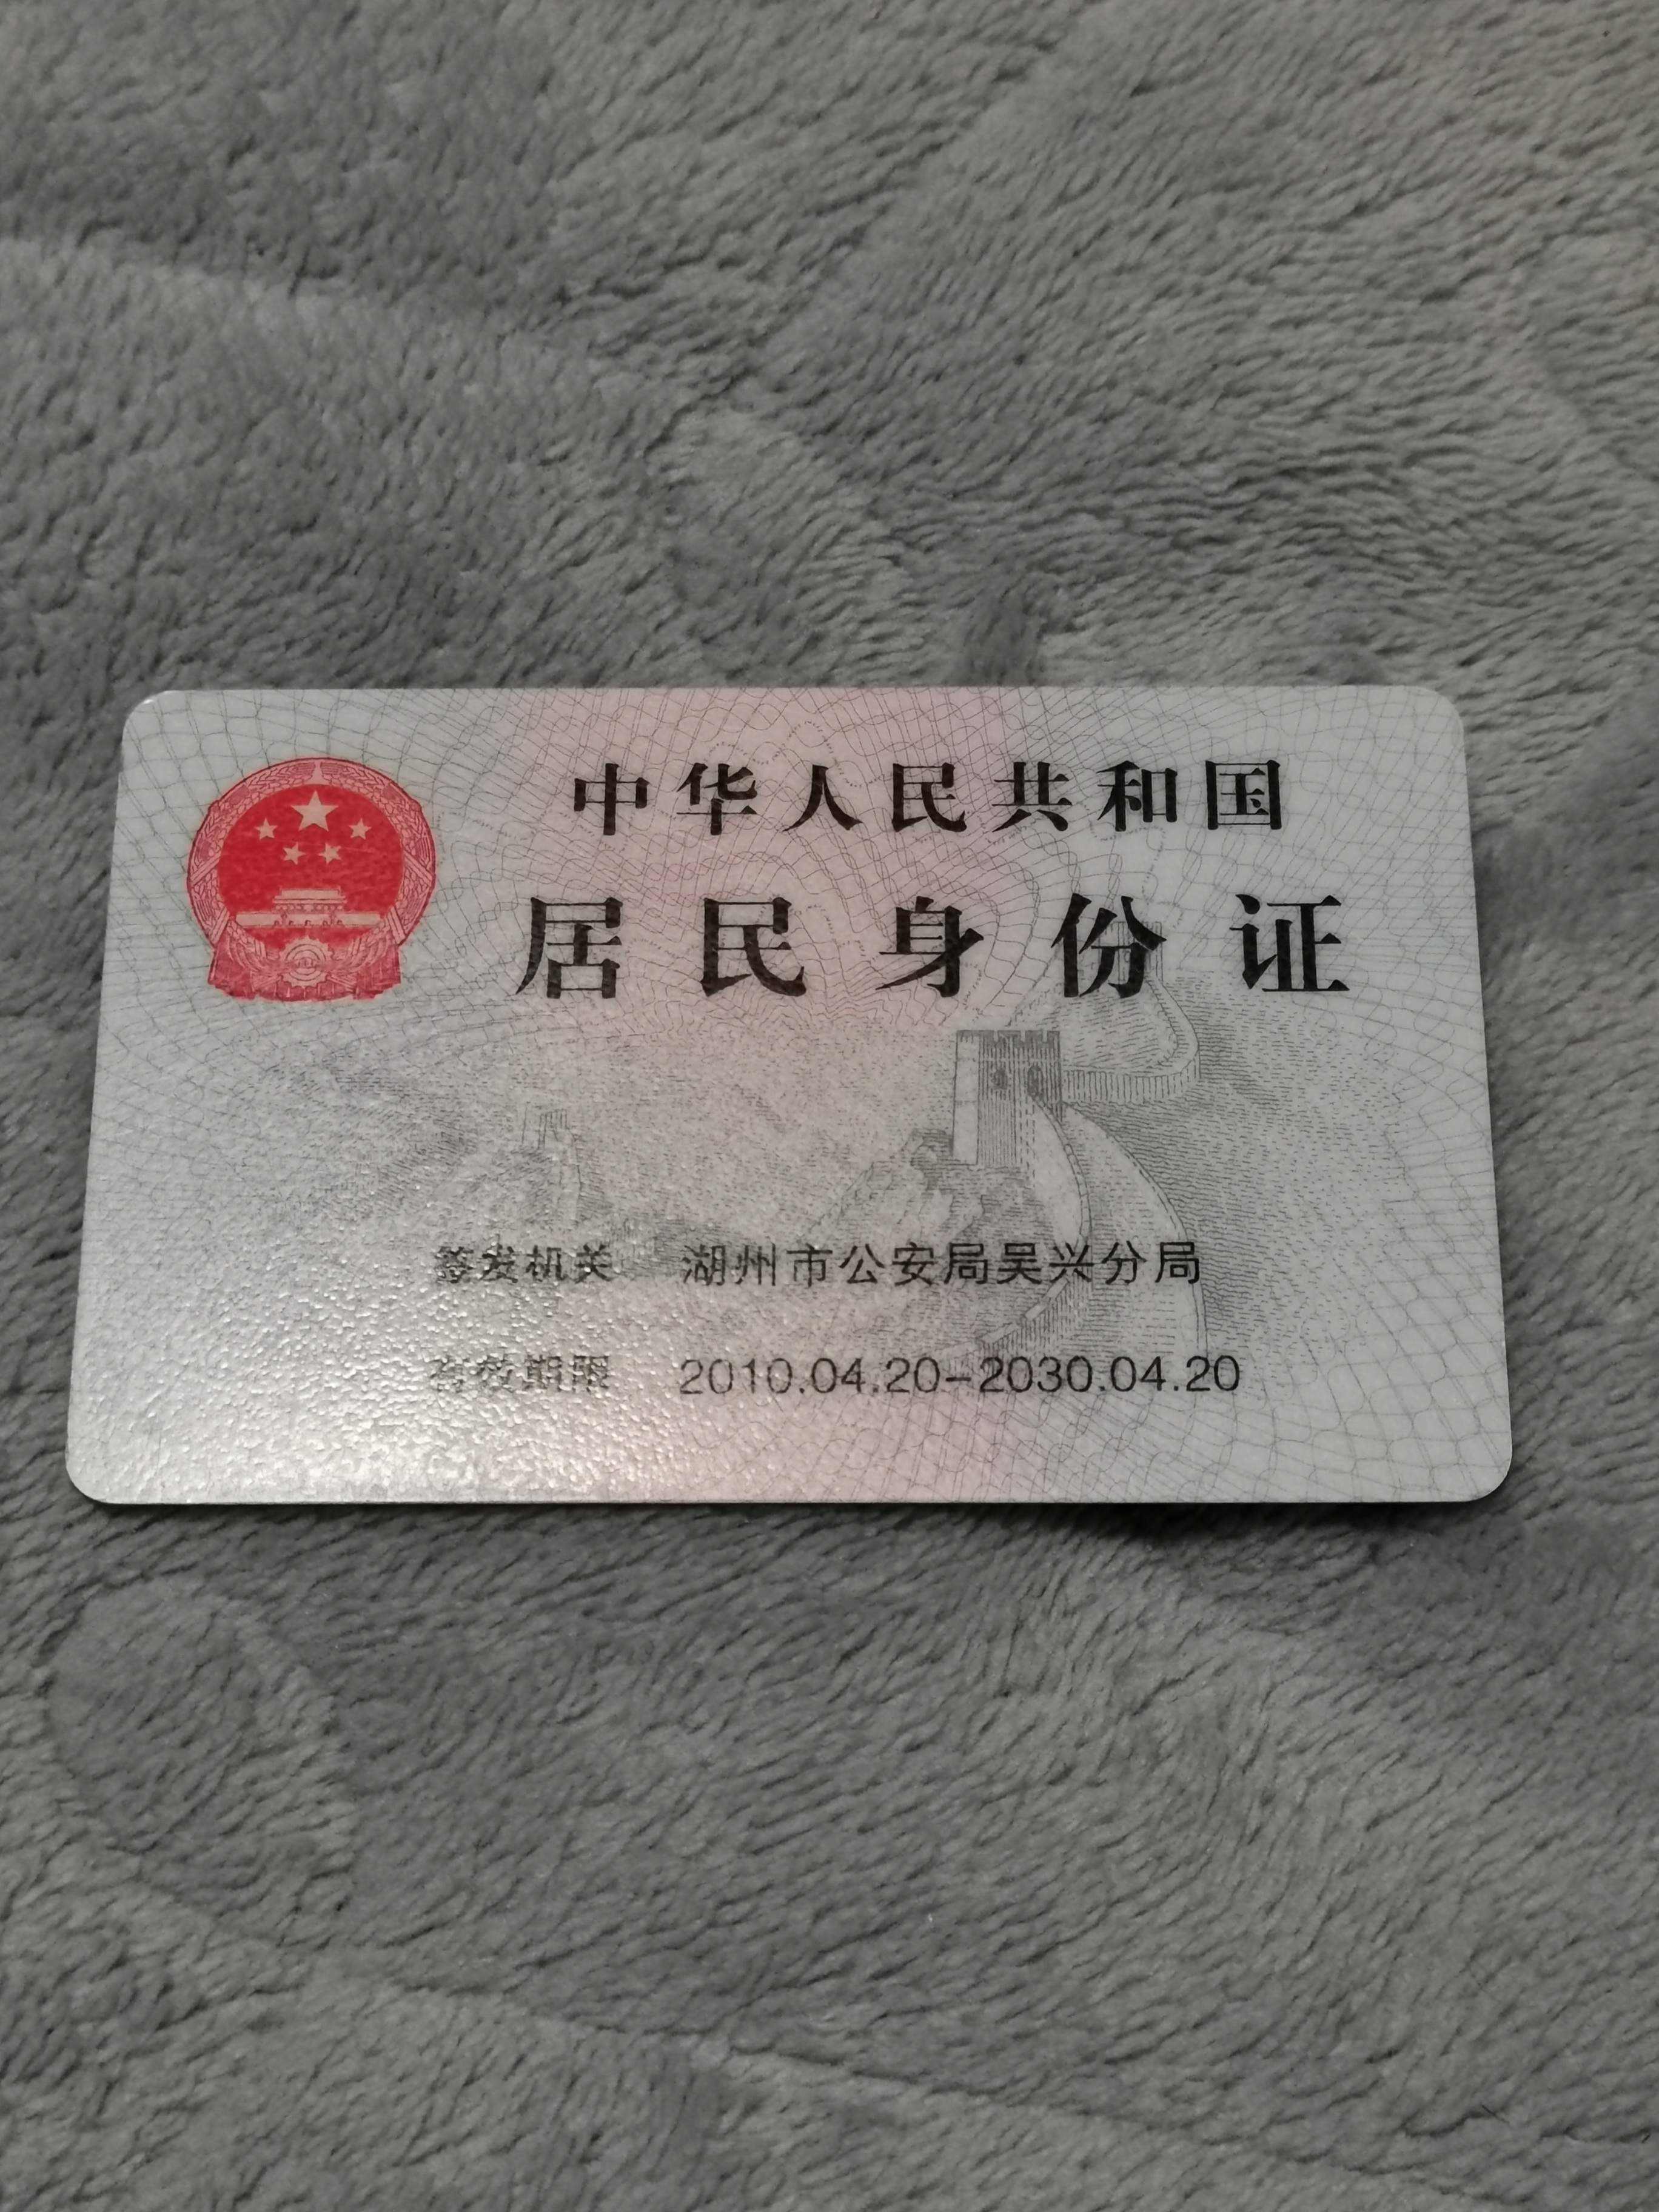 中华人民共和国
居民身份证
签发机关 湖州市公安局吴兴分局
有效期限 2010.04.20-2030.04.20